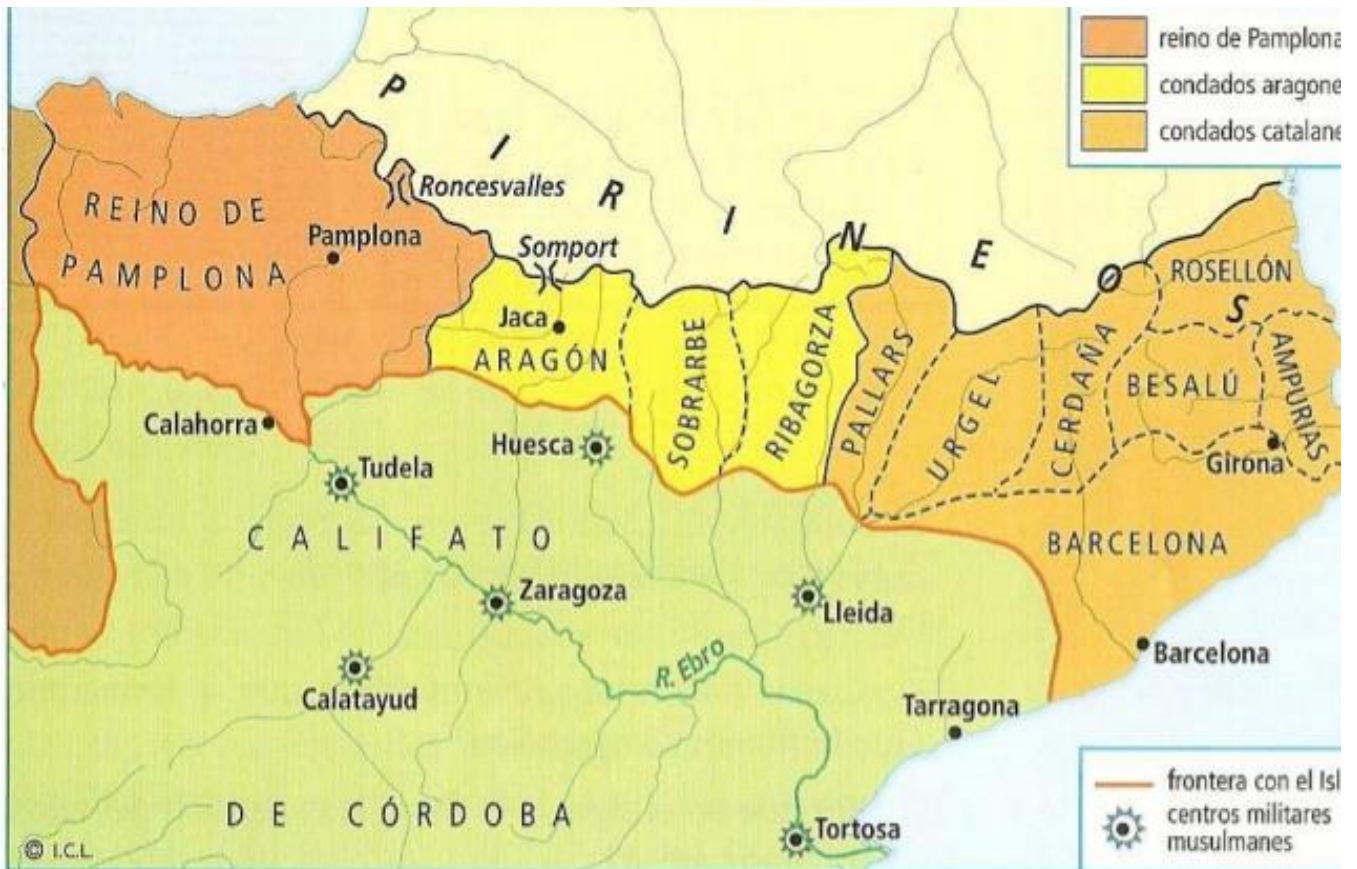 reino de Pamplona
condados aragone
condados catalane
PIRINEOS
Roncesvalles
REINO DE
PAMPLONA
Pamplona
Somport
Jaca
ARAGÓN
SOBRARBE
RIBAGORZA
PALLARS
URGEL
CERDAÑA
ROSELLÓN
BESALÚ
AMPURIAS
Girona
BARCELONA
Calahorra
Tudela
Huesca
CALIFATO
Zaragoza
Lleida
R. Ebro
Barcelona
Calatayud
Tarragona
DE CÓRDOBA
Tortosa
frontera con el Isl
centros militares
musulmanes
© I.C.L.